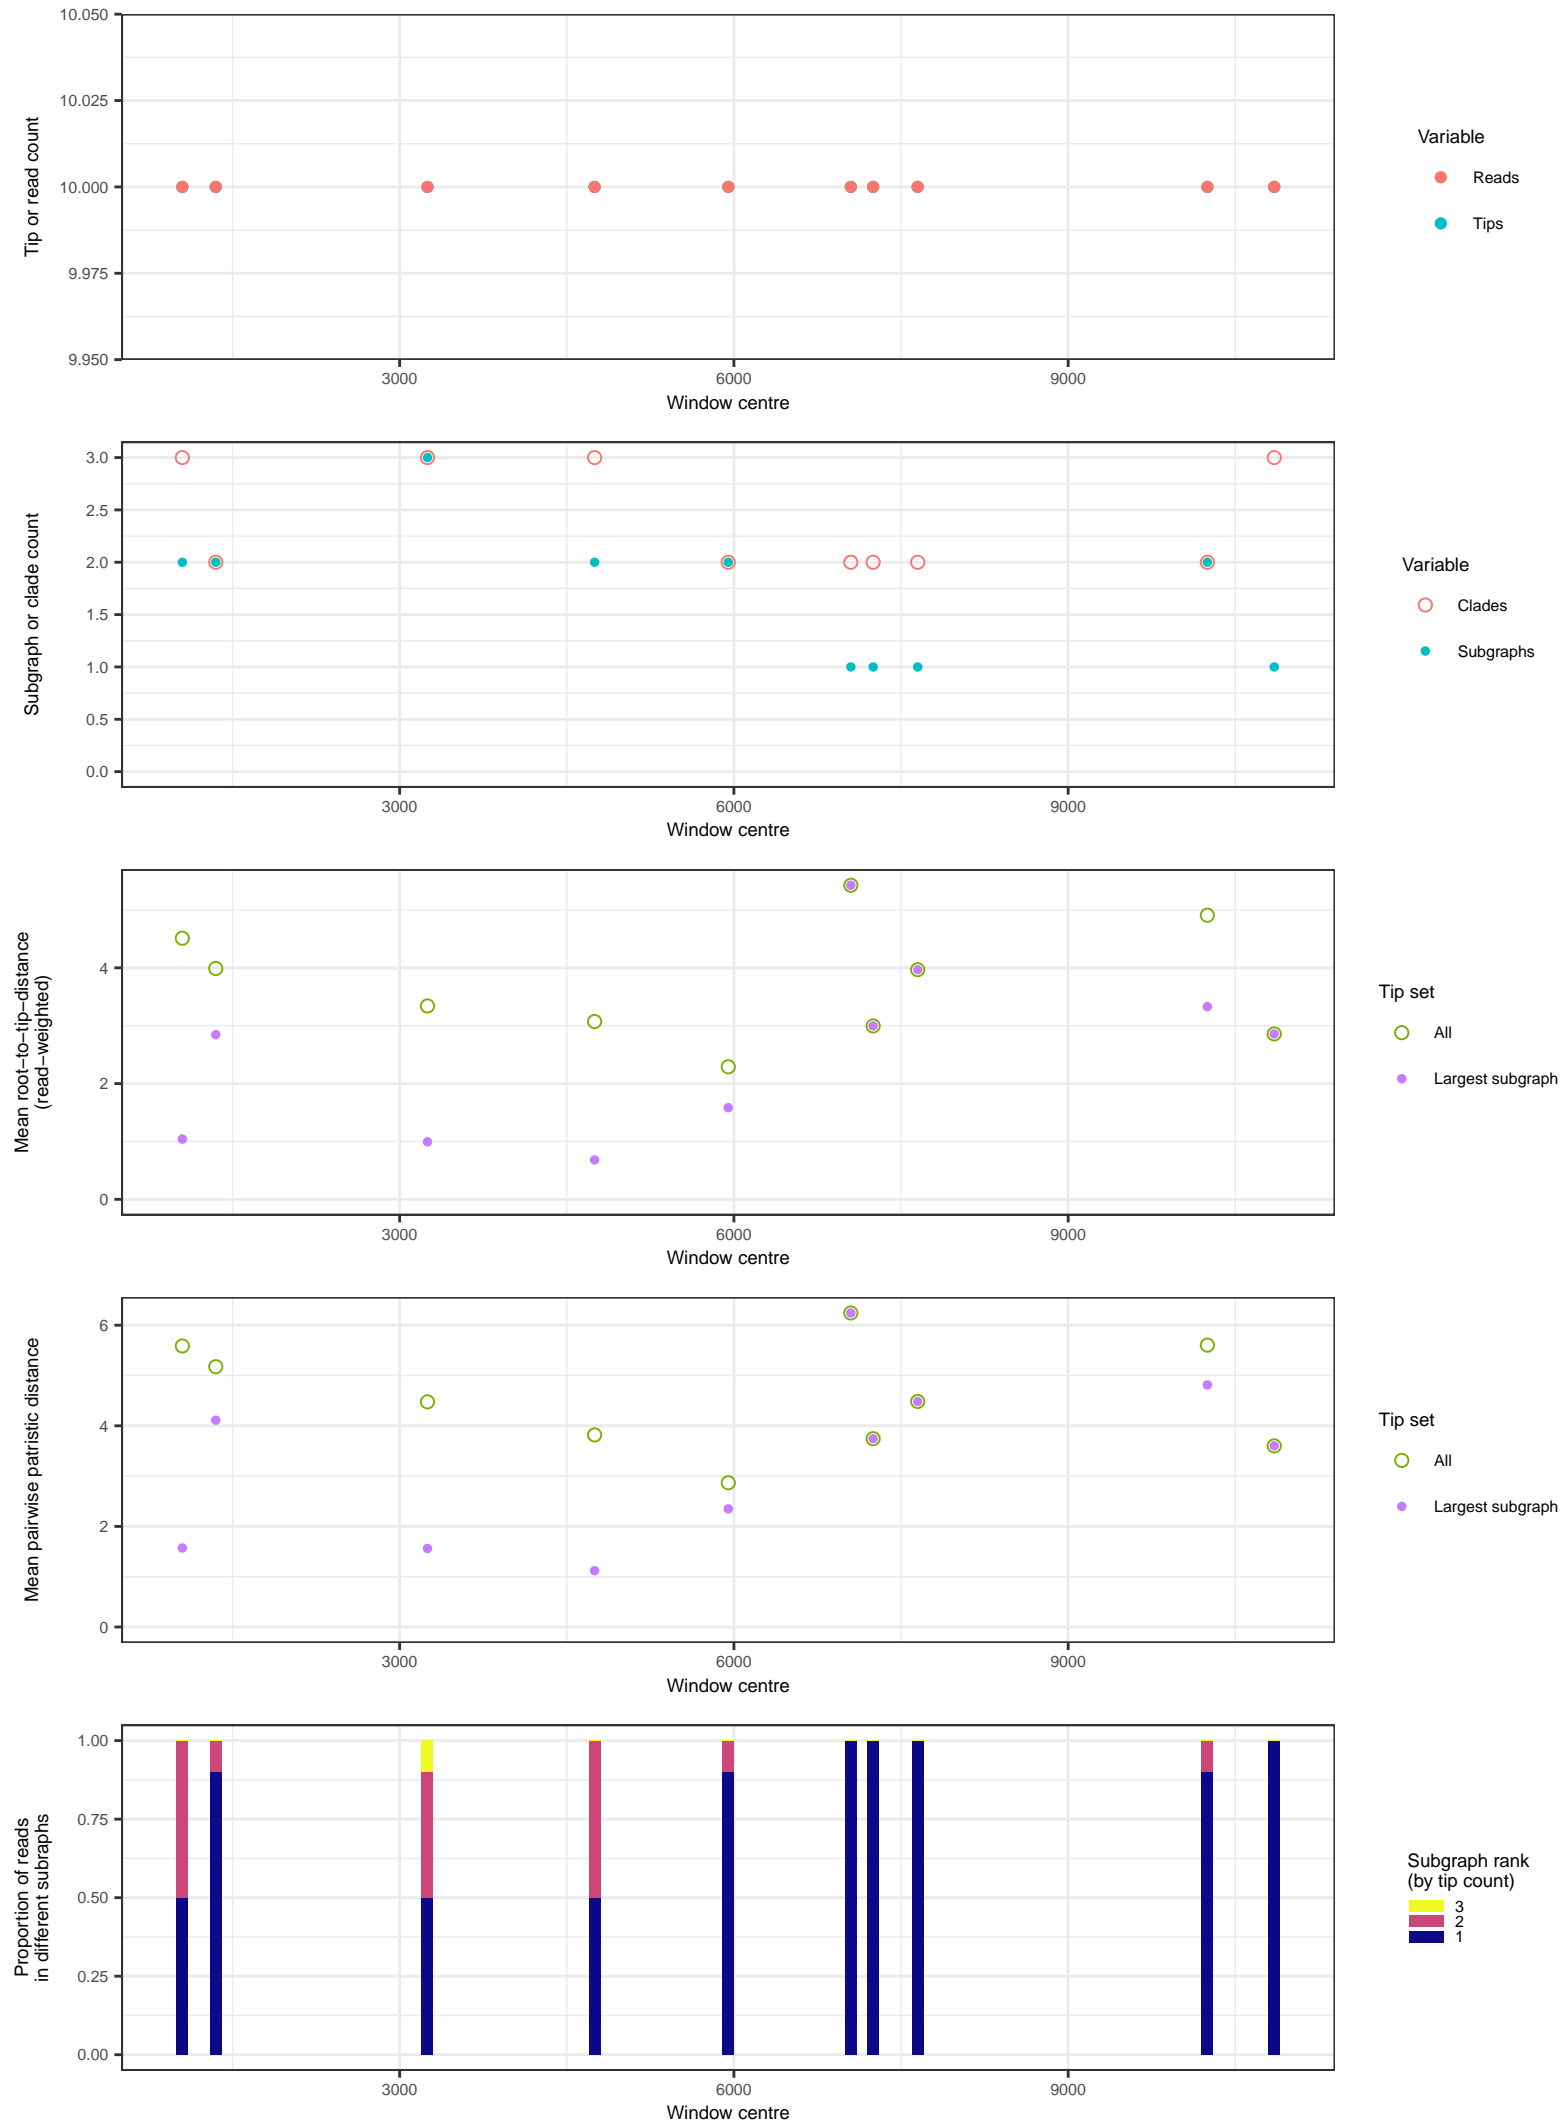 10.050
10.025
10.000
9.975
9.950
Tip or read count
3000
6000
9000
Window centre
Variable
Reads
Tips
3.0
2.5
2.0
1.5
1.0
0.5
0.0
Subgraph or clade count
3000
6000
9000
Window centre
Variable
Clades
Subgraphs
4
2
0
Mean root−to−tip−distance
(read−weighted)
3000
6000
9000
Window centre
Tip set
All
Largest subgraph
6
4
2
0
Mean pairwise patristic distance
3000
6000
9000
Window centre
Tip set
All
Largest subgraph
1.00
0.75
0.50
0.25
0.00
Proportion of reads
in different subraphs
3000
6000
9000
Window centre
Subgraph rank
(by tip count)
3
2
1